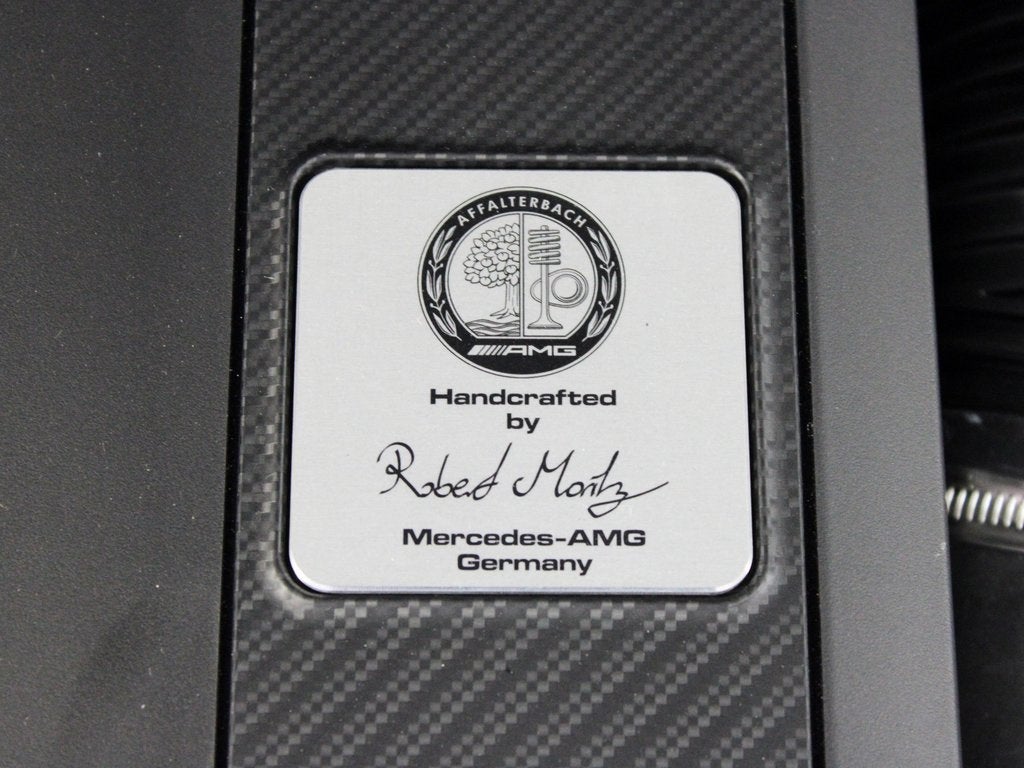 AFFALTERBACH
AMG
Handcrafted
by
Robert Moritz
Mercedes-AMG
Germany